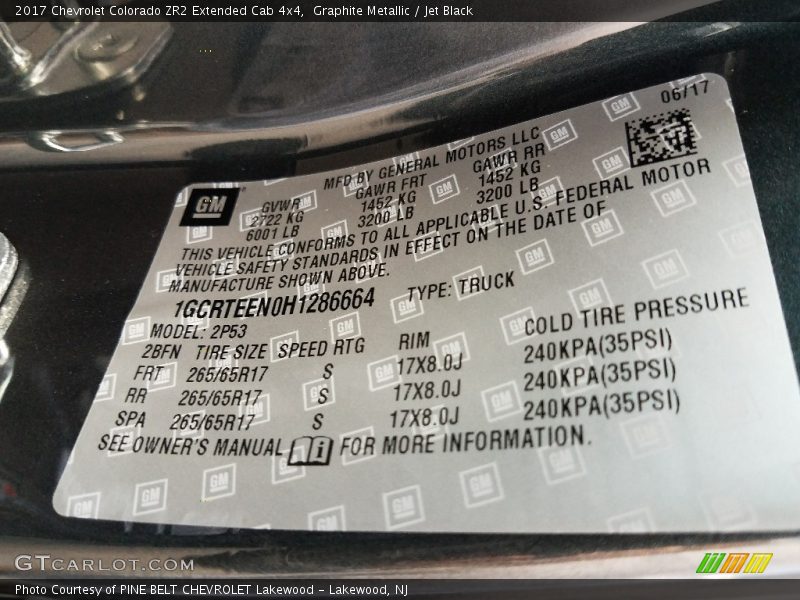 2017 Chevrolet Colorado ZR2 Extended Cab 4x4, Graphite Metallic / Jet Black
06/17
GM
MFD BY GENERAL MOTORS LLC
GVWR GAWR FRT GAWR RR
2722 KG 1452 KG 1452 KG
6001 LB 3200 LB 3200 LB
THIS VEHICLE CONFORMS TO ALL APPLICABLE U.S. FEDERAL MOTOR
VEHICLE SAFETY STANDARDS IN EFFECT ON THE DATE OF
MANUFACTURE SHOWN ABOVE.
1GCRTEEN0H1286664 TYPE: TRUCK
MODEL: 2P53
2BFN TIRE SIZE SPEED RTG RIM COLD TIRE PRESSURE
FRT 265/65R17 S 17X8.0J 240KPA(35PSI)
RR 265/65R17 S 17X8.0J 240KPA(35PSI)
SPA 265/65R17 S 17X8.0J 240KPA(35PSI)
SEE OWNER'S MANUAL FOR MORE INFORMATION.
GTCARLOT.COM
Photo Courtesy of PINE BELT CHEVROLET Lakewood - Lakewood, NJ